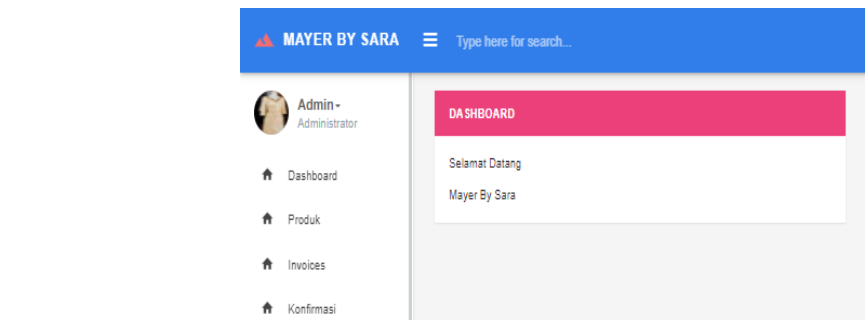 MAYER BY SARA
Type here for search...
Admin
Administrator
Dashboard
Produk
Invoices
Konfirmasi
DASHBOARD
Selamat Datang
Mayer By Sara